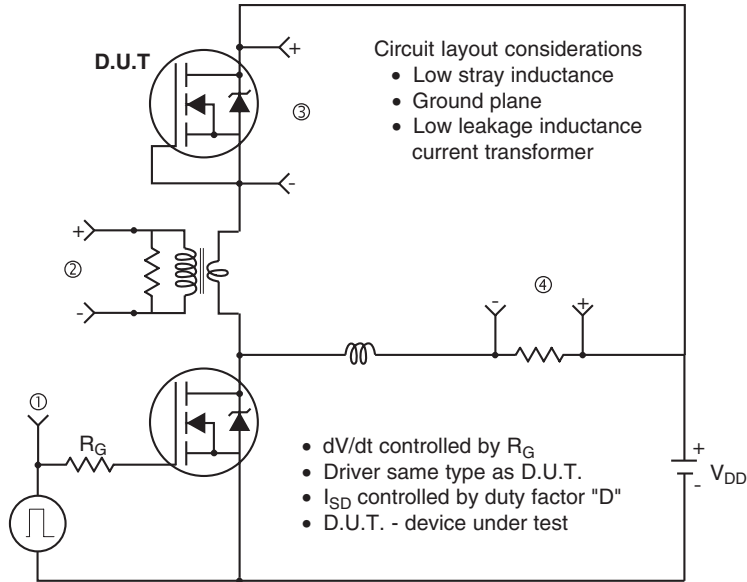 D.U.T
+
-
③
Circuit layout considerations
• Low stray inductance
• Ground plane
• Low leakage inductance
current transformer
+
②
-
④
-
+
①
R_G
• dV/dt controlled by R_G
• Driver same type as D.U.T.
• I_SD controlled by duty factor "D"
• D.U.T. - device under test
+
-
V_DD